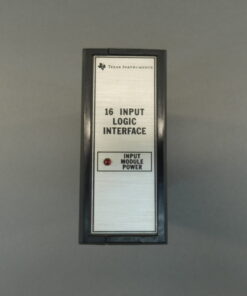 TEXAS INSTRUMENTS
16 INPUT
LOGIC
INTERFACE
INPUT
MODULE
POWER